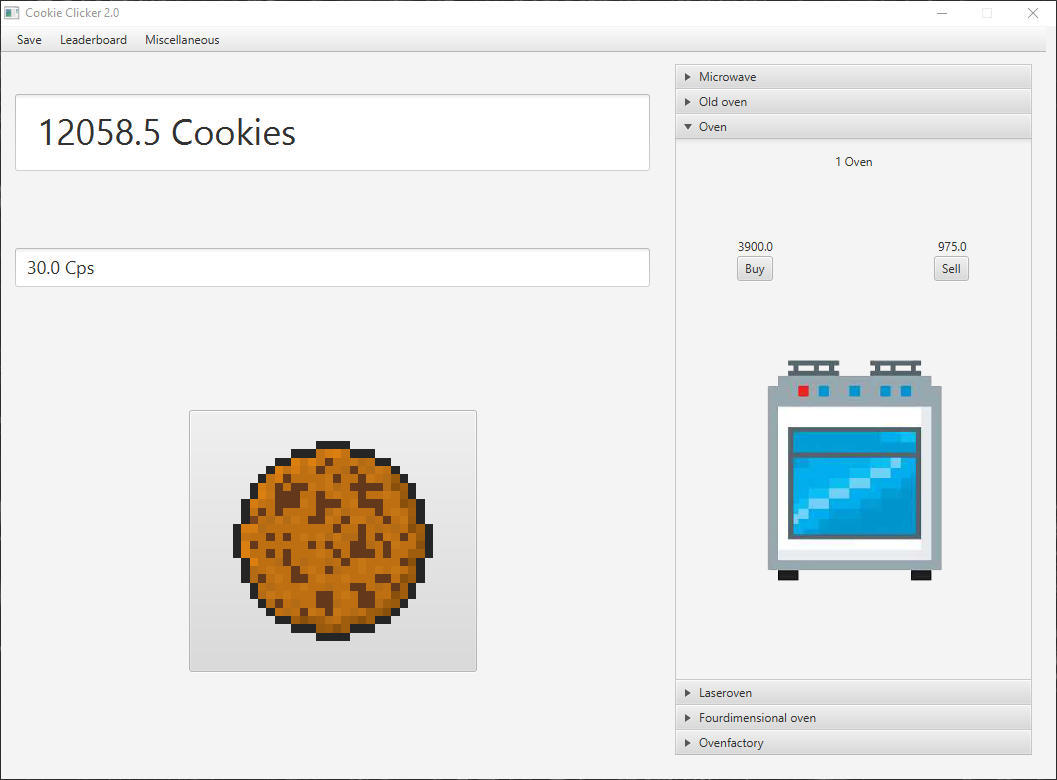 Cookie Clicker 2.0
Save Leaderboard Miscellaneous
12058.5 Cookies
30.0 Cps
Microwave
Old oven
Oven
1 Oven
3900.0 975.0
Buy Sell
Laseroven
Fourdimensional oven
Ovenfactory